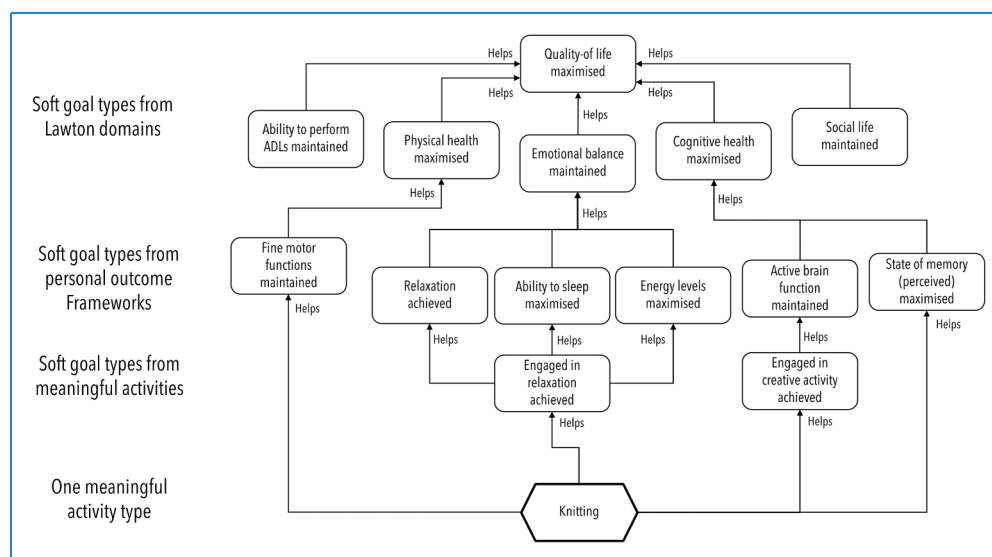 Helps
Quality-of life
maximised
Helps
Helps
Helps
Helps
Soft goal types from
Lawton domains
Ability to perform
ADLs maintained
Physical health
maximised
Emotional balance
maintained
Cognitive health
maximised
Social life
maintained
Helps
Helps
Helps
Soft goal types from
personal outcome
Frameworks
Fine motor
functions
maintained
Relaxation
achieved
Ability to sleep
maximised
Energy levels
maximised
Active brain
function
maintained
State of memory
(perceived)
maximised
Helps
Helps
Helps
Helps
Helps
Helps
Soft goal types from
meaningful activities
Engaged in
relaxation
achieved
Engaged in
creative activity
achieved
Helps
Helps
One meaningful
activity type
Knitting